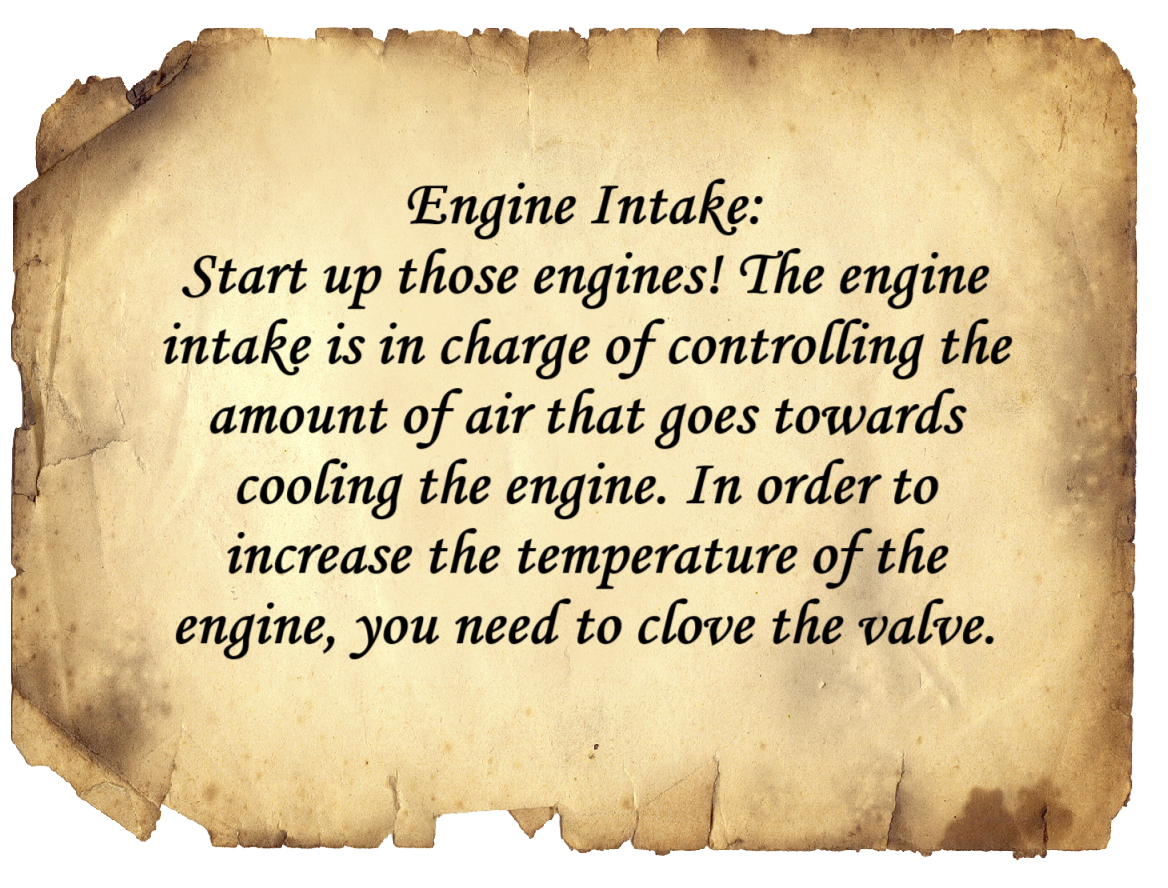 Engine Intake:
Start up those engines! The engine
intake is in charge of controlling the
amount of air that goes towards
cooling the engine. In order to
increase the temperature of the
engine, you need to clove the valve.